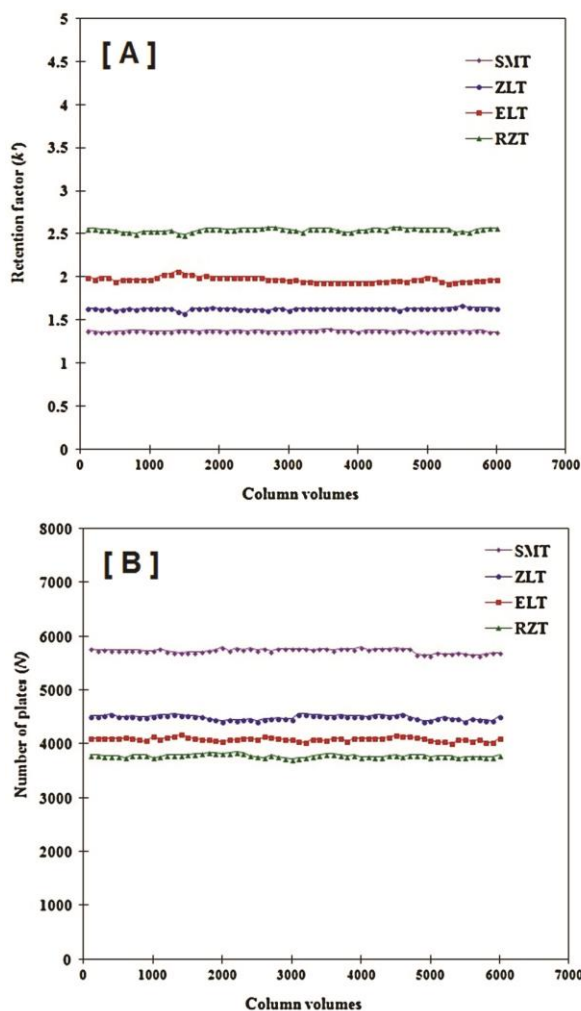 [ A ]
5
4.5
4
3.5
3
2.5
2
1.5
1
0.5
0
Retention factor (k')
SMT
ZLT
ELT
RZT
0 1000 2000 3000 4000 5000 6000 7000
Column volumes
[ B ]
8000
7000
6000
5000
4000
3000
2000
1000
0
Number of plates (N)
SMT
ZLT
ELT
RZT
0 1000 2000 3000 4000 5000 6000 7000
Column volumes